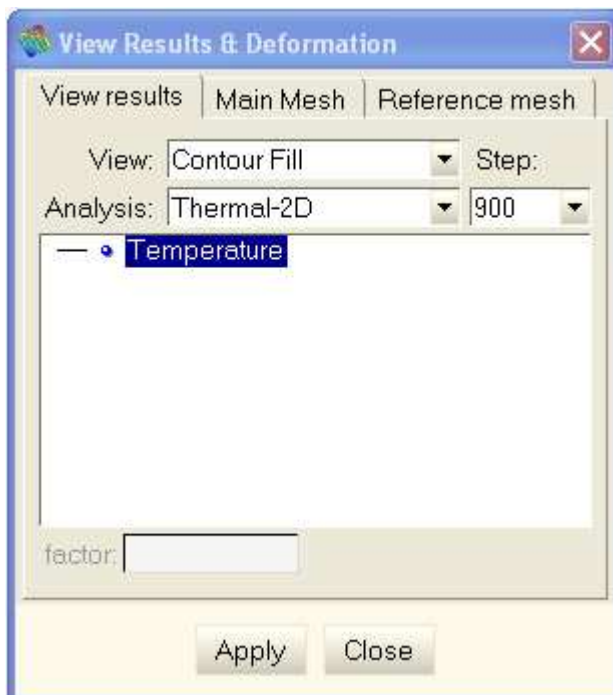 View Results & Deformation
View results Main Mesh Reference mesh
View: Contour Fill Step:
Analysis: Thermal-2D 900
Temperature
factor:
Apply Close